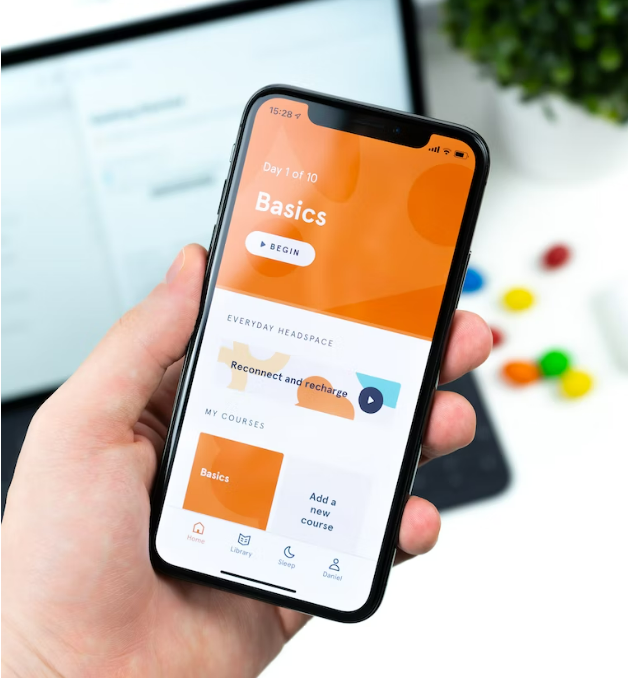 15:28
Day 1 of 10
Basics
BEGIN
EVERYDAY HEADSPACE
Reconnect and recharge
MY COURSES
Basics
Add a
new
course
Home
Library
Sleep
Daniel